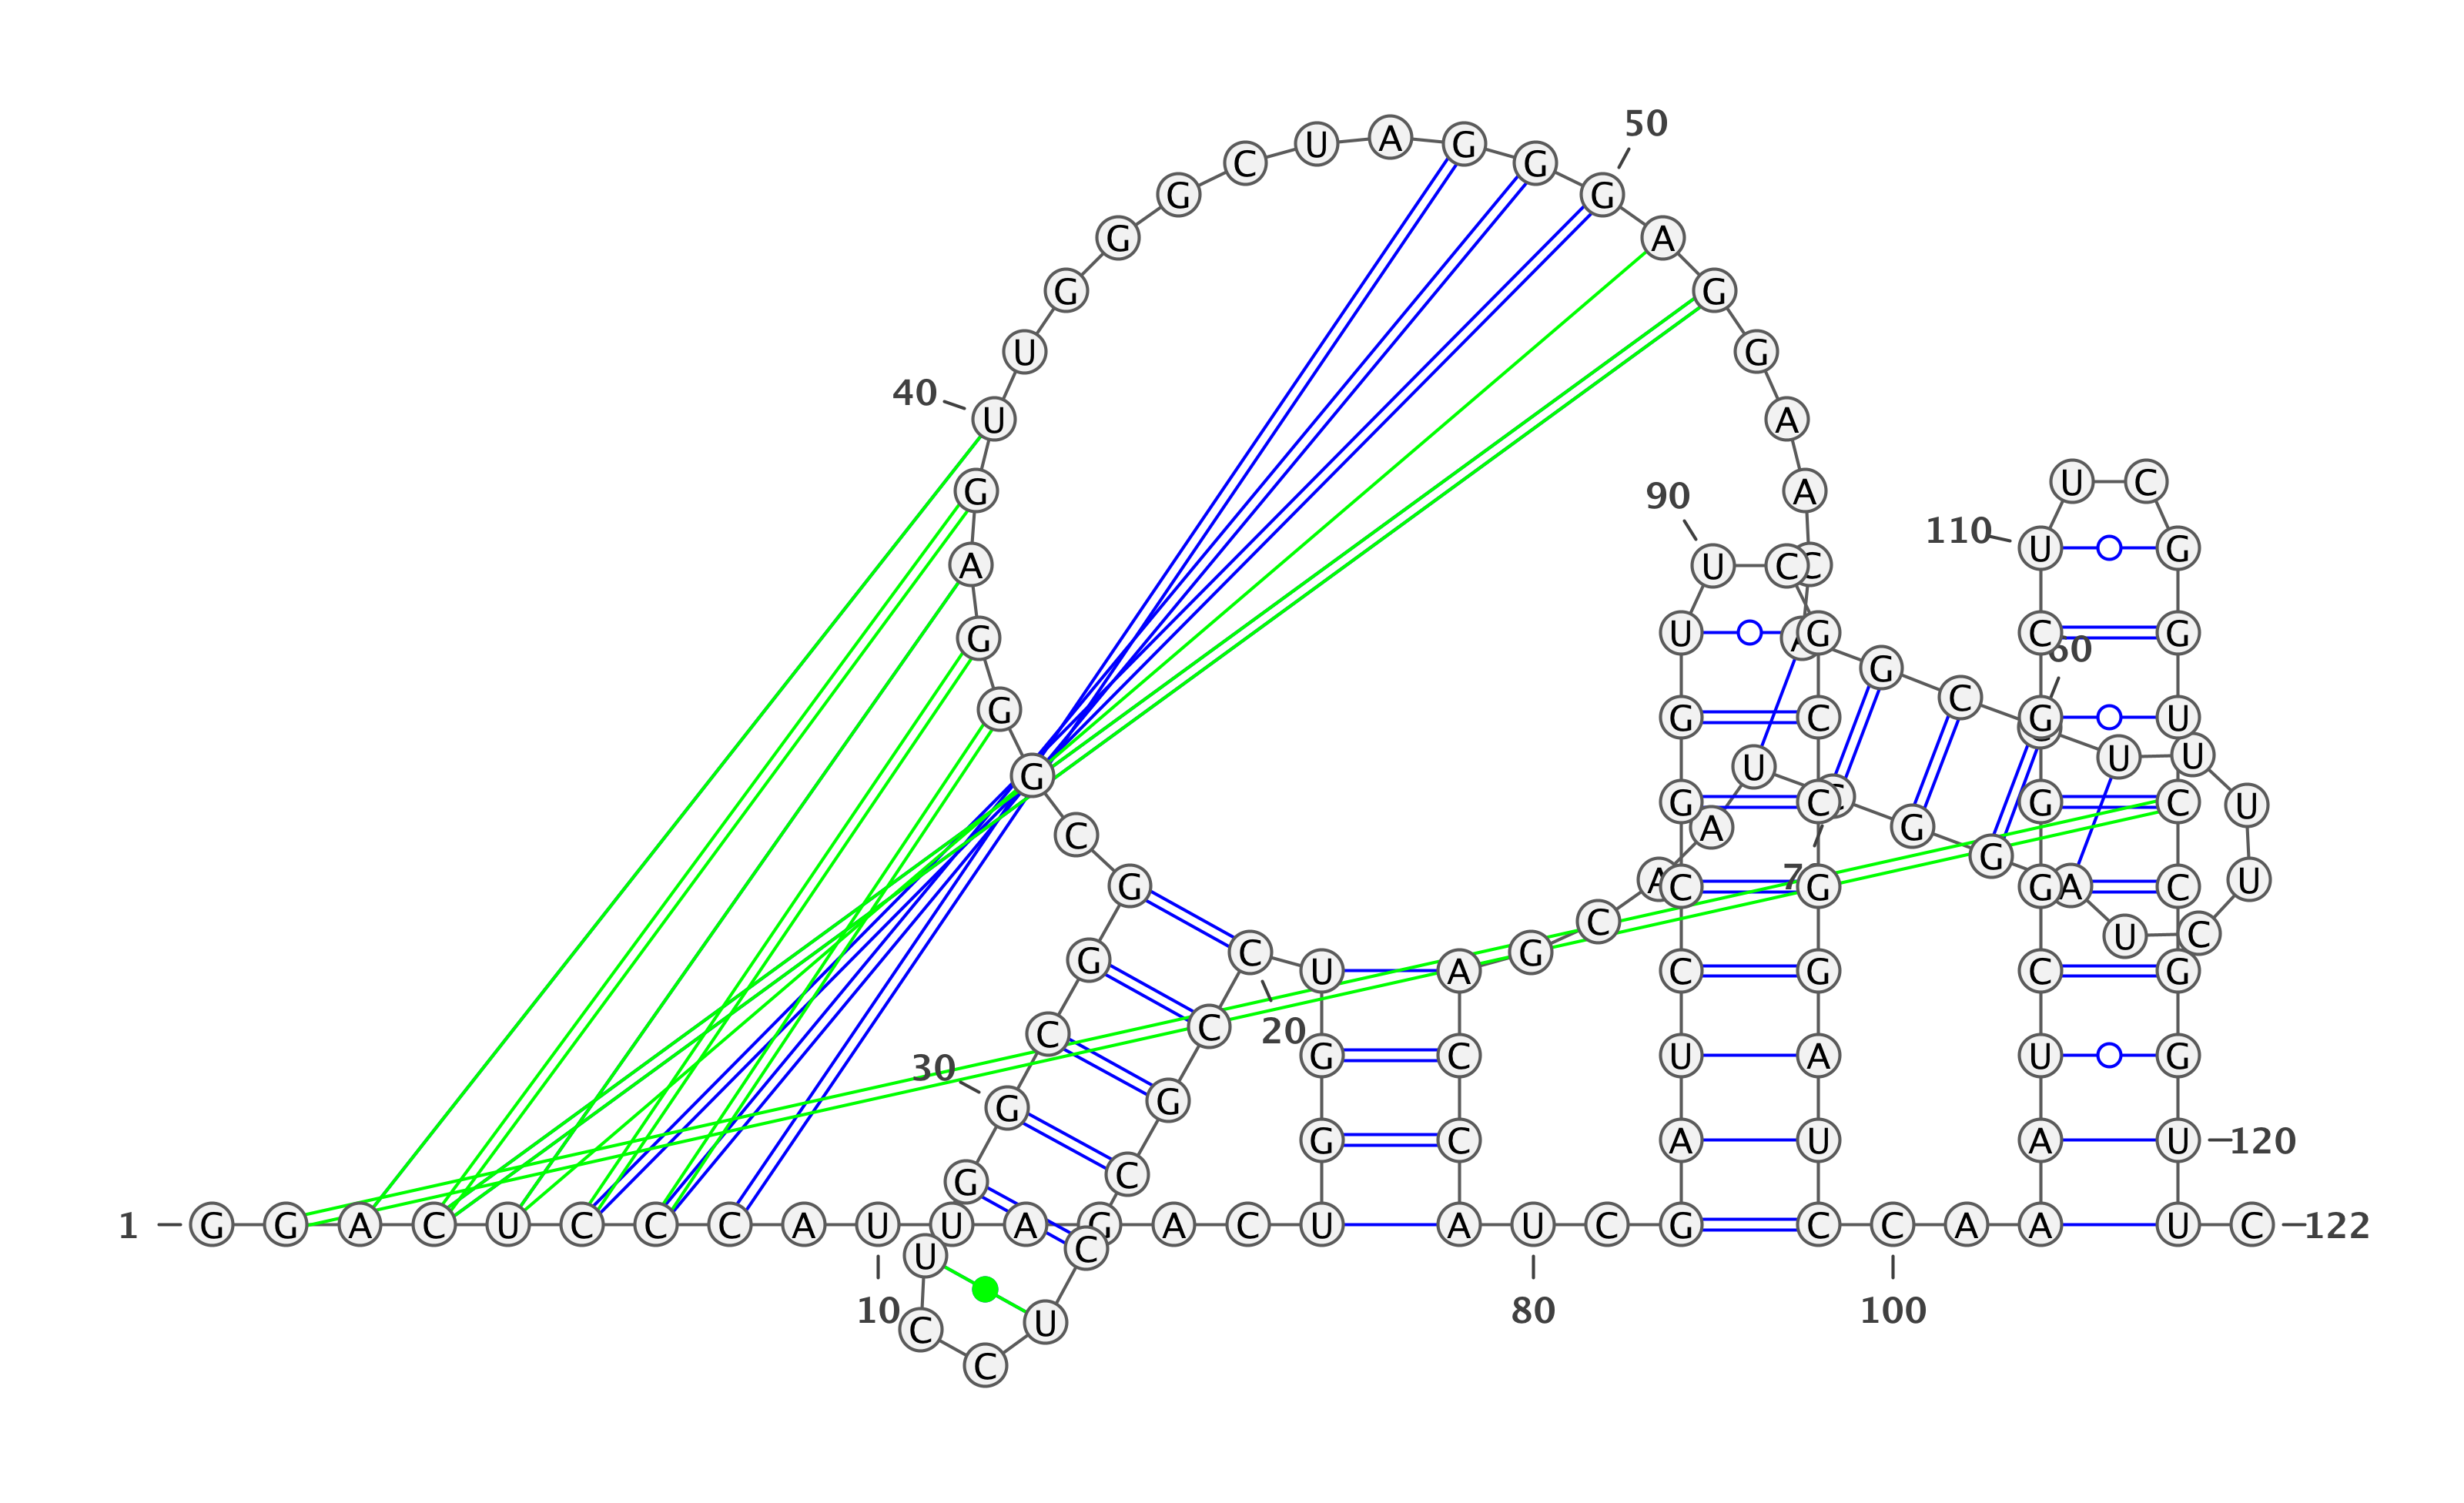 50
U A G
C G
G G
G A
G G
U G
40
U A
U C
90 G A
110 U G
A U C C
U A G C G
G 60
G
C
G
G C G U
U U
U
G
G C C G C U
A G
C
G
A A U
G C G G C
C
U C
C G
G
U A C G C G
C 20
C
G C U A U G
30
G G
G C A U A U 120
G C
1 G G A C U C C C A U U A G A C U A U C G C C A A U C 122
U C
10 80 100
C U
C